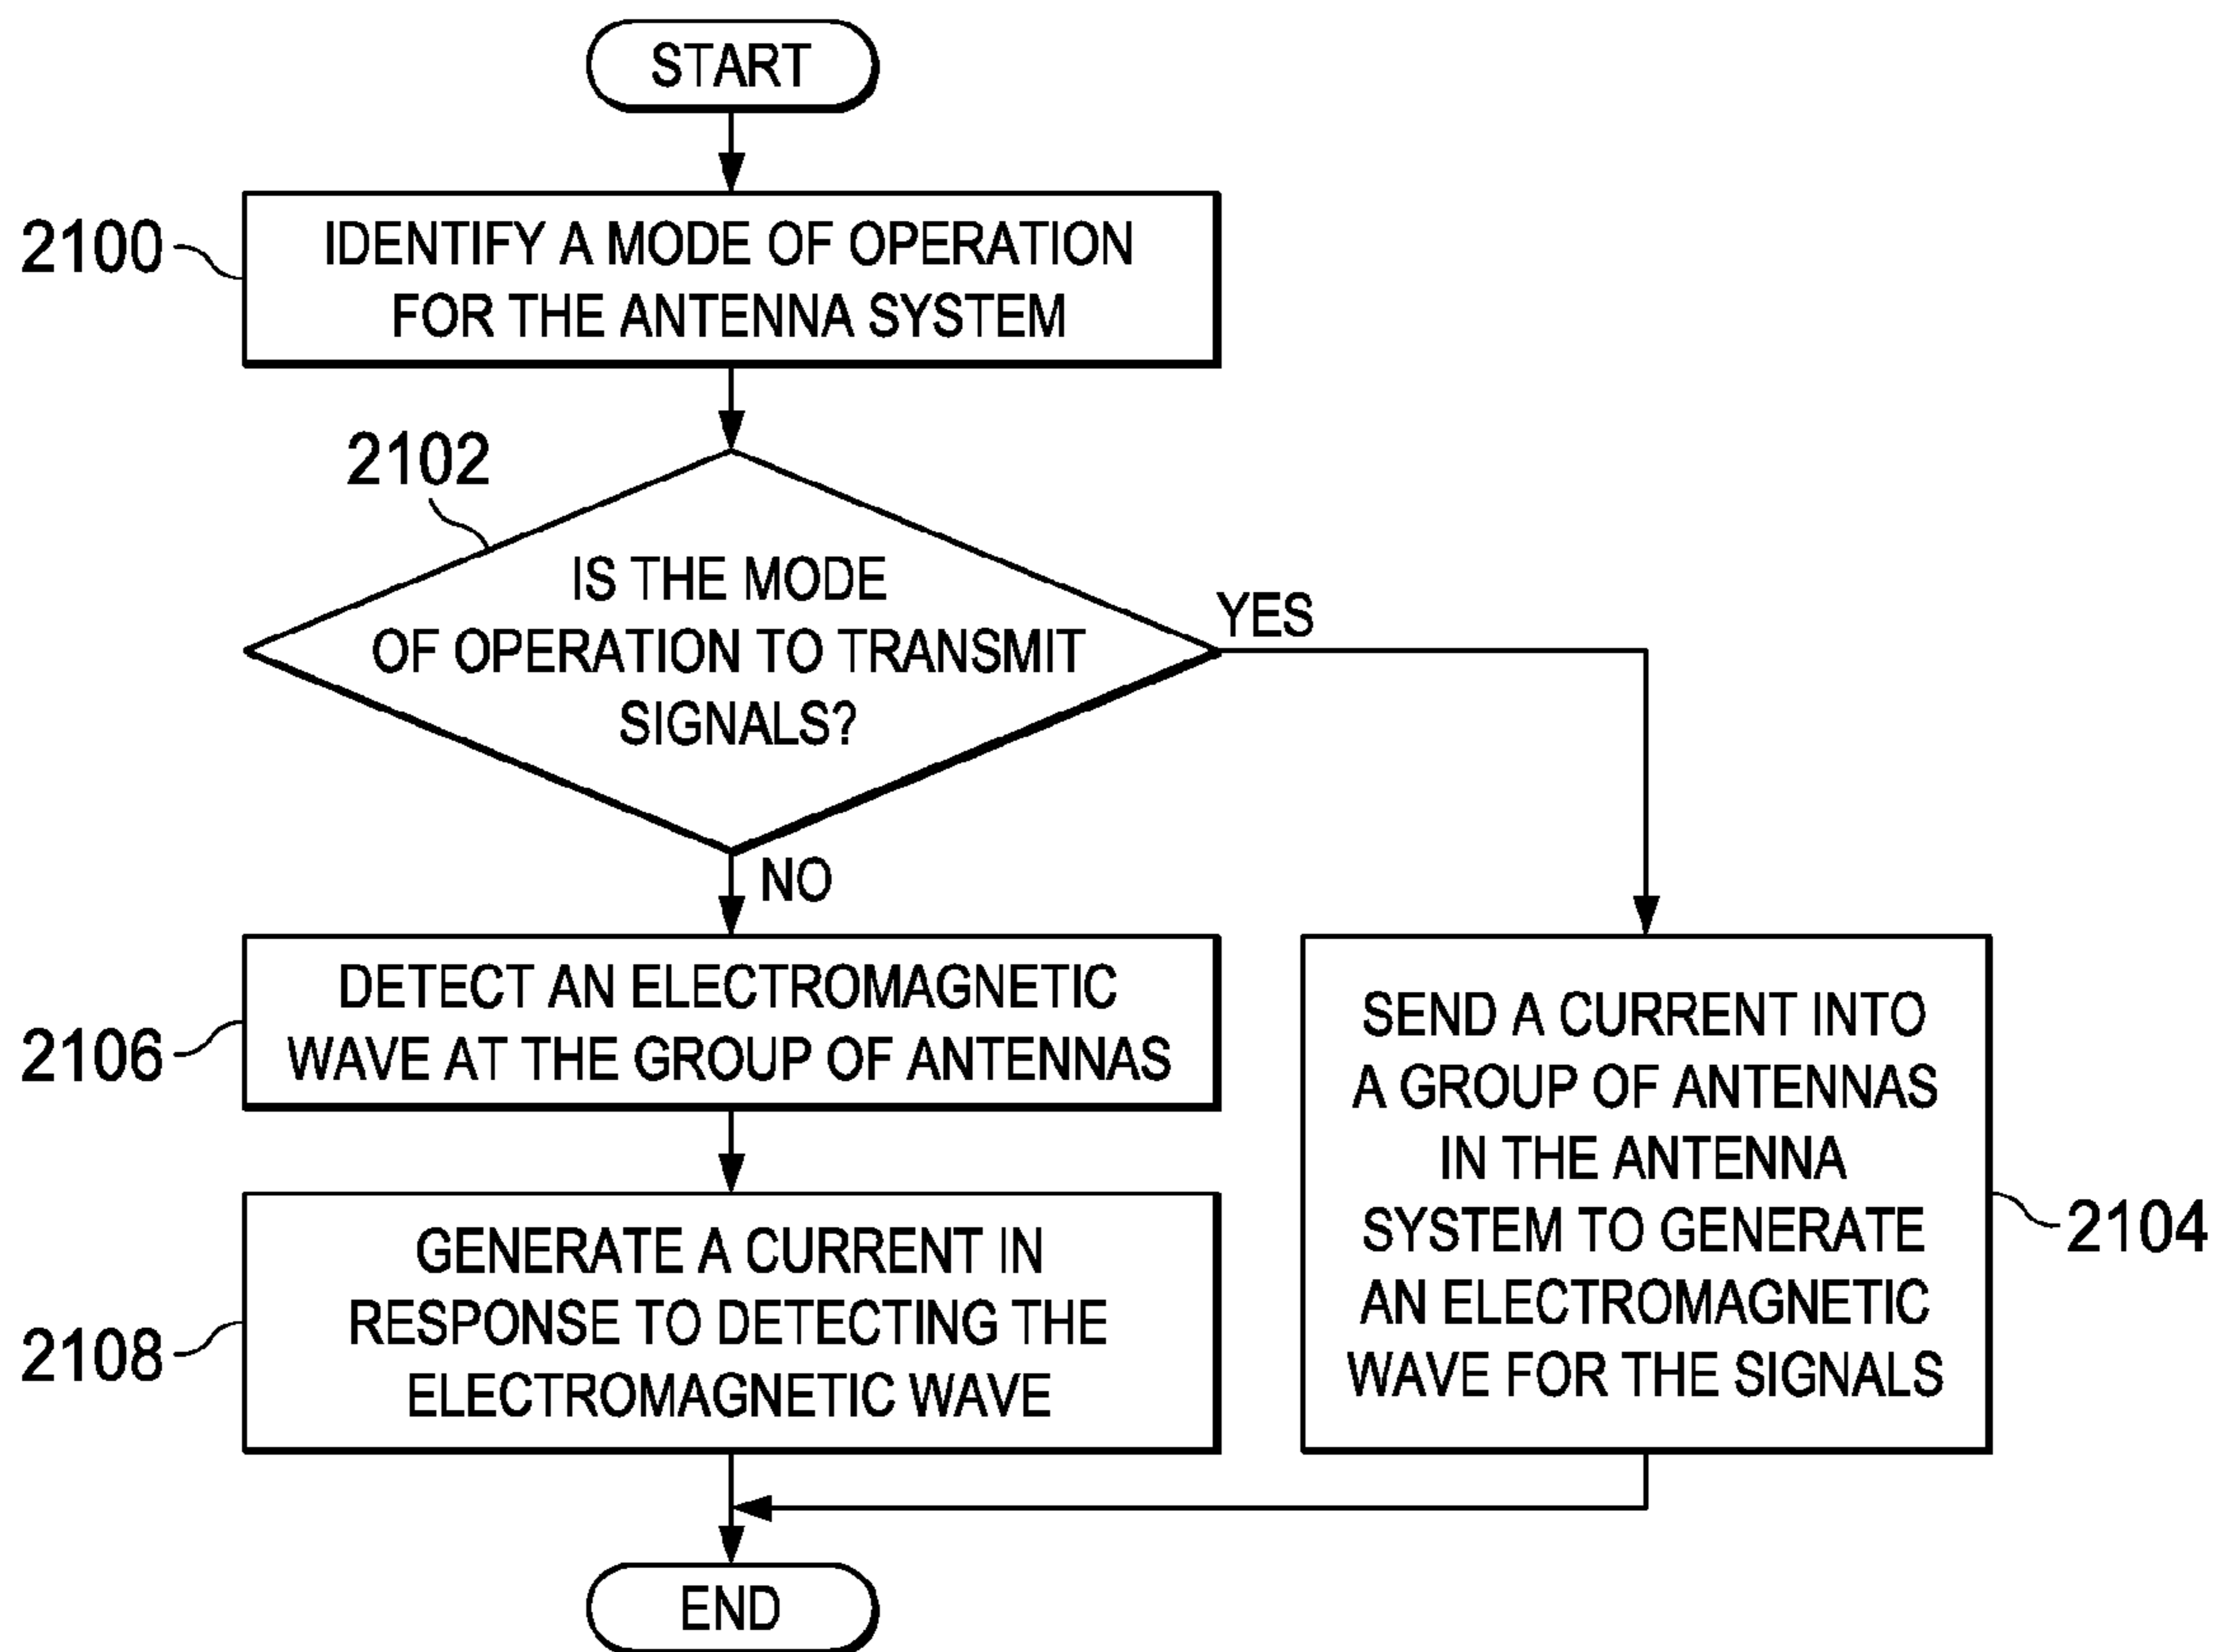 START
2100
IDENTIFY A MODE OF OPERATION
FOR THE ANTENNA SYSTEM
2102
IS THE MODE
OF OPERATION TO TRANSMIT
SIGNALS?
YES
NO
2106
DETECT AN ELECTROMAGNETIC
WAVE AT THE GROUP OF ANTENNAS
SEND A CURRENT INTO
A GROUP OF ANTENNAS
IN THE ANTENNA
SYSTEM TO GENERATE
AN ELECTROMAGNETIC
WAVE FOR THE SIGNALS
2104
2108
GENERATE A CURRENT IN
RESPONSE TO DETECTING THE
ELECTROMAGNETIC WAVE
END